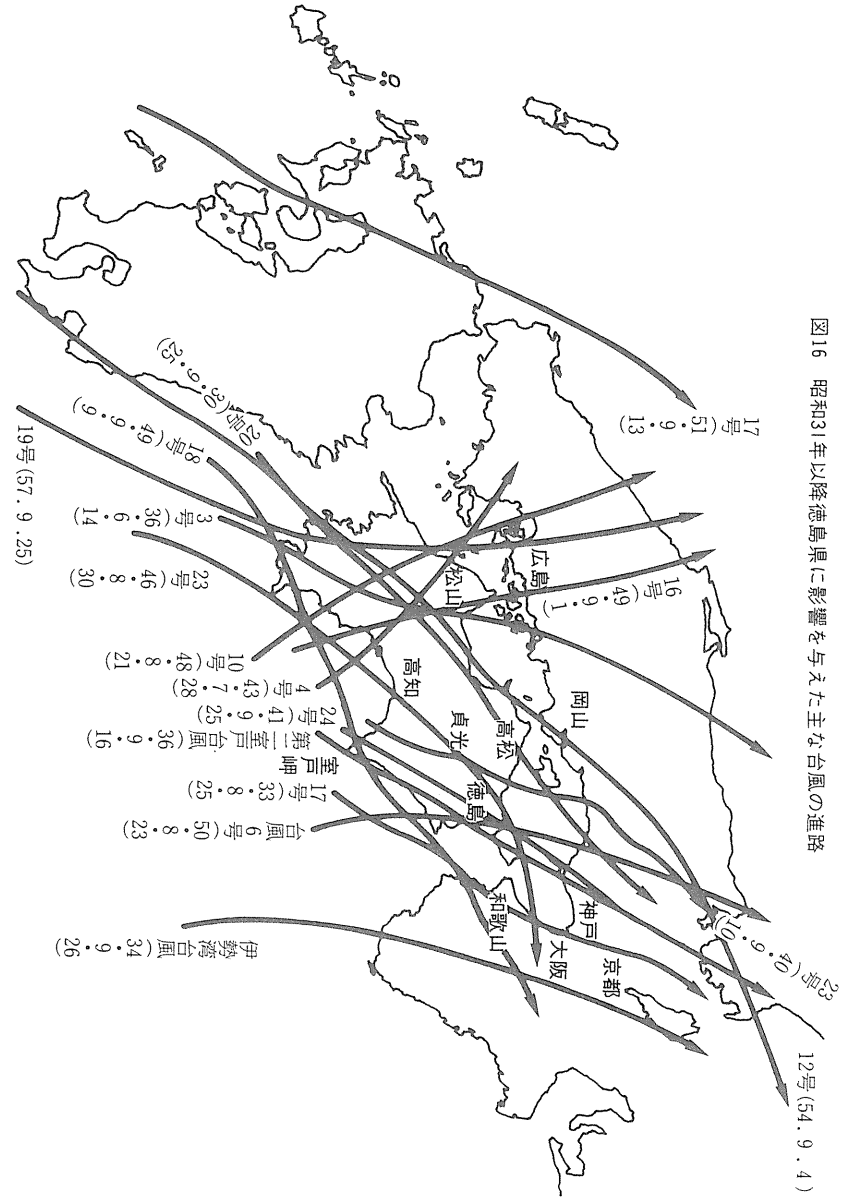 図16 昭和31年以降徳島県に影響を与えた主な台風の進路
17号(51・9・13)
20号(30・9・25)
18号(49・9・9)
19号(57.9.25)
3号(36・6・14)
23号(46・8・30)
10号(48・8・21)
4号(43・7・28)
24号(41・9・25)
第二室戸台風(36・9・16)
17号(33・8・25)
台風6号(50・8・23)
伊勢湾台風(34・9・26)
16号(49・9・1)
23号(40・9・10)
12号(54.9.4)
広島
松山
高知
岡山
高松
貞光
徳島
室戸岬
和歌山
神戸
大阪
京都